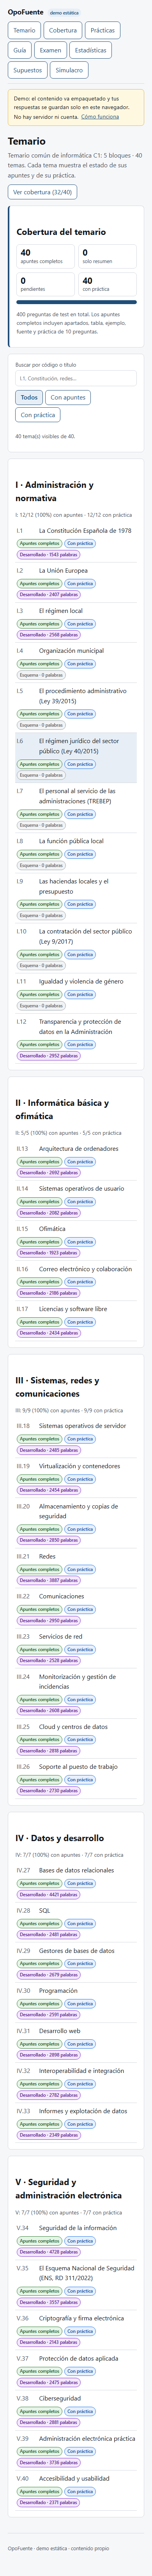 OpoFuente demo estática
Temario Cobertura Prácticas
Guía Examen Estadísticas
Supuestos Simulacro
Demo: el contenido va empaquetado y tus
respuestas se guardan solo en este navegador.
No hay servidor ni cuenta. Cómo funciona
Temario
Temario común de informática C1: 5 bloques · 40
temas. Cada tema muestra el estado de sus
apuntes y de su práctica.
Ver cobertura (32/40)
Cobertura del temario
40
apuntes completos
0
solo resumen
0
pendientes
40
con práctica
400 preguntas de test en total. Los apuntes
completos incluyen apartados, tabla, ejemplo,
fuente y práctica de 10 preguntas.
Buscar por código o título
I.1, Constitución, redes...
Todos Con apuntes
Con práctica
40 tema(s) visibles de 40.
I · Administración y
normativa
I: 12/12 (100%) con apuntes · 12/12 con práctica
I.1 La Constitución Española de 1978
Apuntes completos Con práctica
Desarrollado · 1543 palabras
I.2 La Unión Europea
Apuntes completos Con práctica
Desarrollado · 2407 palabras
I.3 El régimen local
Apuntes completos Con práctica
Desarrollado · 2568 palabras
I.4 Organización municipal
Apuntes completos Con práctica
Esquema · 0 palabras
I.5 El procedimiento administrativo
(Ley 39/2015)
Apuntes completos Con práctica
Esquema · 0 palabras
I.6 El régimen jurídico del sector
público (Ley 40/2015)
Apuntes completos Con práctica
Esquema · 0 palabras
I.7 El personal al servicio de las
administraciones (TREBEP)
Apuntes completos Con práctica
Esquema · 0 palabras
I.8 La función pública local
Apuntes completos Con práctica
Esquema · 0 palabras
I.9 Las haciendas locales y el
presupuesto
Apuntes completos Con práctica
Esquema · 0 palabras
I.10 La contratación del sector público
(Ley 9/2017)
Apuntes completos Con práctica
Esquema · 0 palabras
I.11 Igualdad y violencia de género
Apuntes completos Con práctica
Esquema · 0 palabras
I.12 Transparencia y protección de
datos en la Administración
Apuntes completos Con práctica
Desarrollado · 2952 palabras
II · Informática básica y
ofimática
II: 5/5 (100%) con apuntes · 5/5 con práctica
II.13 Arquitectura de ordenadores
Apuntes completos Con práctica
Desarrollado · 2692 palabras
II.14 Sistemas operativos de usuario
Apuntes completos Con práctica
Desarrollado · 2082 palabras
II.15 Ofimática
Apuntes completos Con práctica
Desarrollado · 1923 palabras
II.16 Correo electrónico y colaboración
Apuntes completos Con práctica
Desarrollado · 2186 palabras
II.17 Licencias y software libre
Apuntes completos Con práctica
Desarrollado · 2434 palabras
III · Sistemas, redes y
comunicaciones
III: 9/9 (100%) con apuntes · 9/9 con práctica
III.18 Sistemas operativos de servidor
Apuntes completos Con práctica
Desarrollado · 2485 palabras
III.19 Virtualización y contenedores
Apuntes completos Con práctica
Desarrollado · 2454 palabras
III.20 Almacenamiento y copias de
seguridad
Apuntes completos Con práctica
Desarrollado · 2850 palabras
III.21 Redes
Apuntes completos Con práctica
Desarrollado · 3887 palabras
III.22 Comunicaciones
Apuntes completos Con práctica
Desarrollado · 2950 palabras
III.23 Servicios de red
Apuntes completos Con práctica
Desarrollado · 2528 palabras
III.24 Monitorización y gestión de
incidencias
Apuntes completos Con práctica
Desarrollado · 2608 palabras
III.25 Cloud y centros de datos
Apuntes completos Con práctica
Desarrollado · 2818 palabras
III.26 Soporte al puesto de trabajo
Apuntes completos Con práctica
Desarrollado · 2730 palabras
IV · Datos y desarrollo
IV: 7/7 (100%) con apuntes · 7/7 con práctica
IV.27 Bases de datos relacionales
Apuntes completos Con práctica
Desarrollado · 4421 palabras
IV.28 SQL
Apuntes completos Con práctica
Desarrollado · 2481 palabras
IV.29 Gestores de bases de datos
Apuntes completos Con práctica
Desarrollado · 2679 palabras
IV.30 Programación
Apuntes completos Con práctica
Desarrollado · 2591 palabras
IV.31 Desarrollo web
Apuntes completos Con práctica
Desarrollado · 2898 palabras
IV.32 Interoperabilidad e integración
Apuntes completos Con práctica
Desarrollado · 2782 palabras
IV.33 Informes y explotación de datos
Apuntes completos Con práctica
Desarrollado · 2349 palabras
V · Seguridad y
administración electrónica
V: 7/7 (100%) con apuntes · 7/7 con práctica
V.34 Seguridad de la información
Apuntes completos Con práctica
Desarrollado · 4728 palabras
V.35 El Esquema Nacional de Seguridad
(ENS, RD 311/2022)
Apuntes completos Con práctica
Desarrollado · 3557 palabras
V.36 Criptografía y firma electrónica
Apuntes completos Con práctica
Desarrollado · 2143 palabras
V.37 Protección de datos aplicada
Apuntes completos Con práctica
Desarrollado · 2475 palabras
V.38 Ciberseguridad
Apuntes completos Con práctica
Desarrollado · 2881 palabras
V.39 Administración electrónica práctica
Apuntes completos Con práctica
Desarrollado · 3736 palabras
V.40 Accesibilidad y usabilidad
Apuntes completos Con práctica
Desarrollado · 2371 palabras
OpoFuente · demo estática · contenido propio